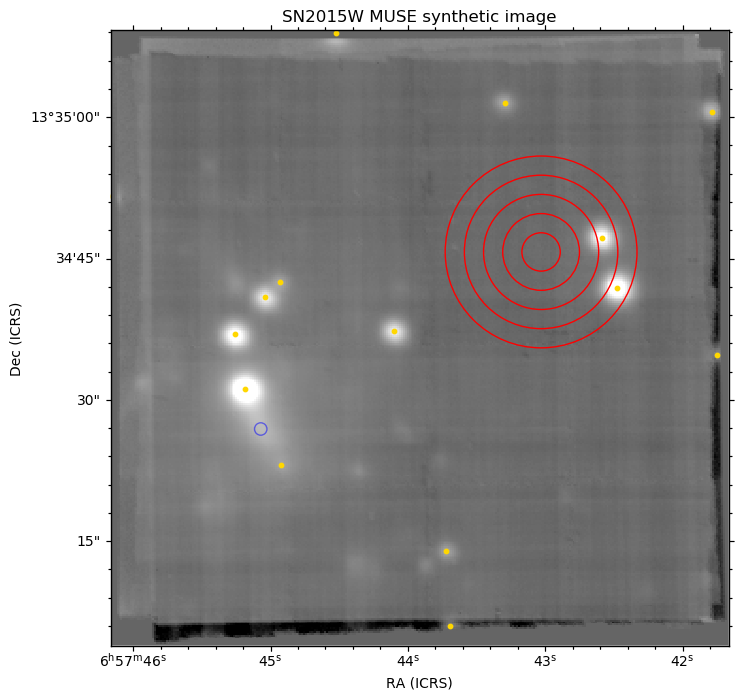 SN2015W MUSE synthetic image
13°35'00"
34'45"
30"
15"
Dec (ICRS)
6ʰ57ᵐ46ˢ
45ˢ
44ˢ
43ˢ
42ˢ
RA (ICRS)